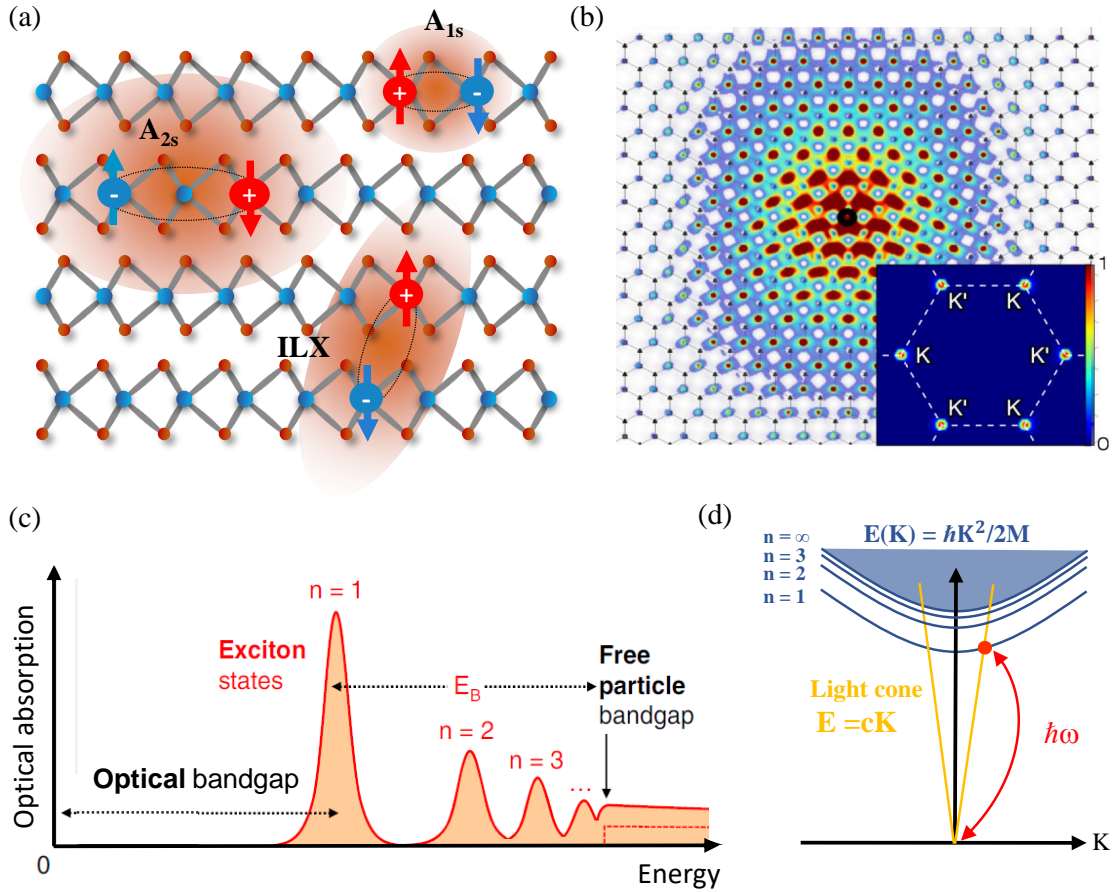 (a)
A1s
+
-
A2s
-
+
+
ILX
-
(b)
1
K'
K
K
K'
K'
K
0
(c)
Optical absorption
n = 1
Exciton
states
EB
Free
particle
bandgap
n = 2
n = 3
...
Optical bandgap
0
Energy
(d)
n = ∞
n = 3
n = 2
n = 1
E(K) = ℏK²/2M
Light cone
E =cK
ℏω
K